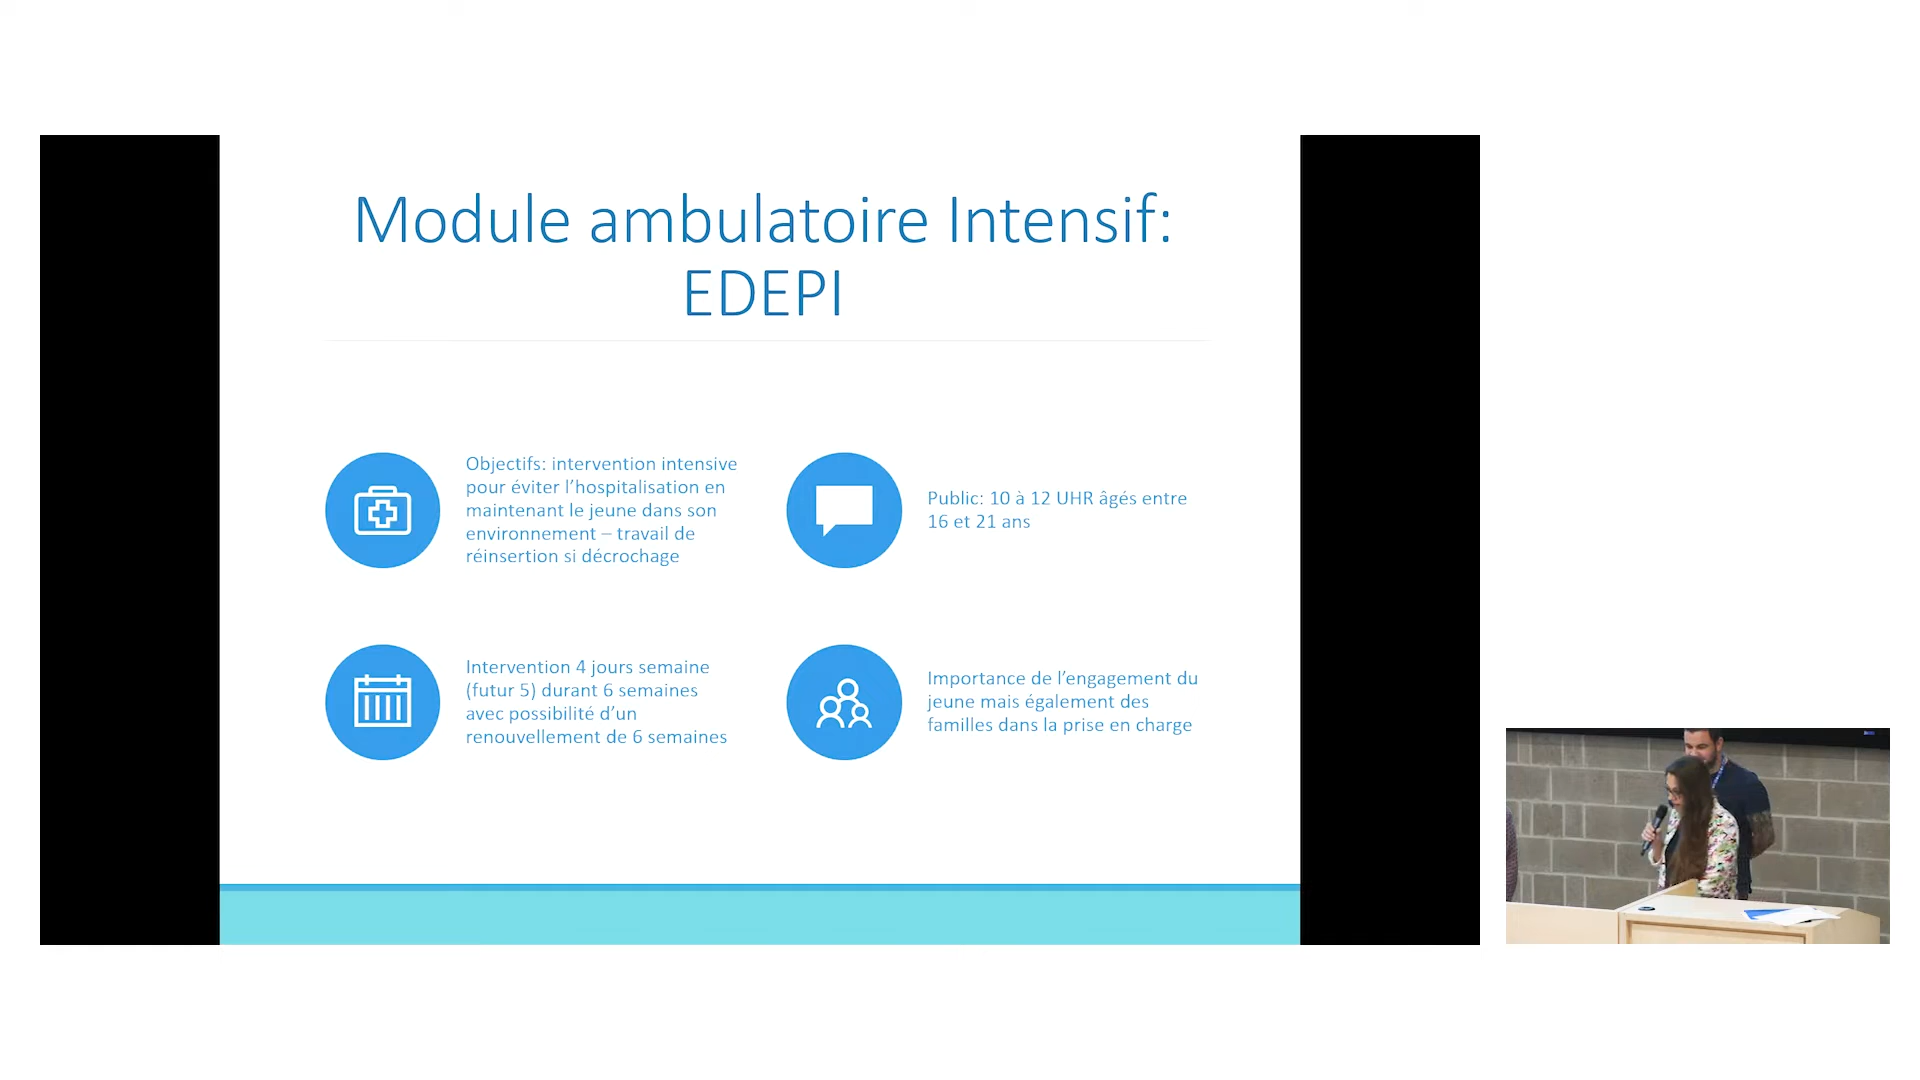 Module ambulatoire Intensif:
EDEPI
Objectifs: intervention intensive
pour éviter l’hospitalisation en
maintenant le jeune dans son
environnement – travail de
réinsertion si décrochage
Public: 10 à 12 UHR âgés entre
16 et 21 ans
Intervention 4 jours semaine
(futur 5) durant 6 semaines
avec possibilité d’un
renouvellement de 6 semaines
Importance de l’engagement du
jeune mais également des
familles dans la prise en charge